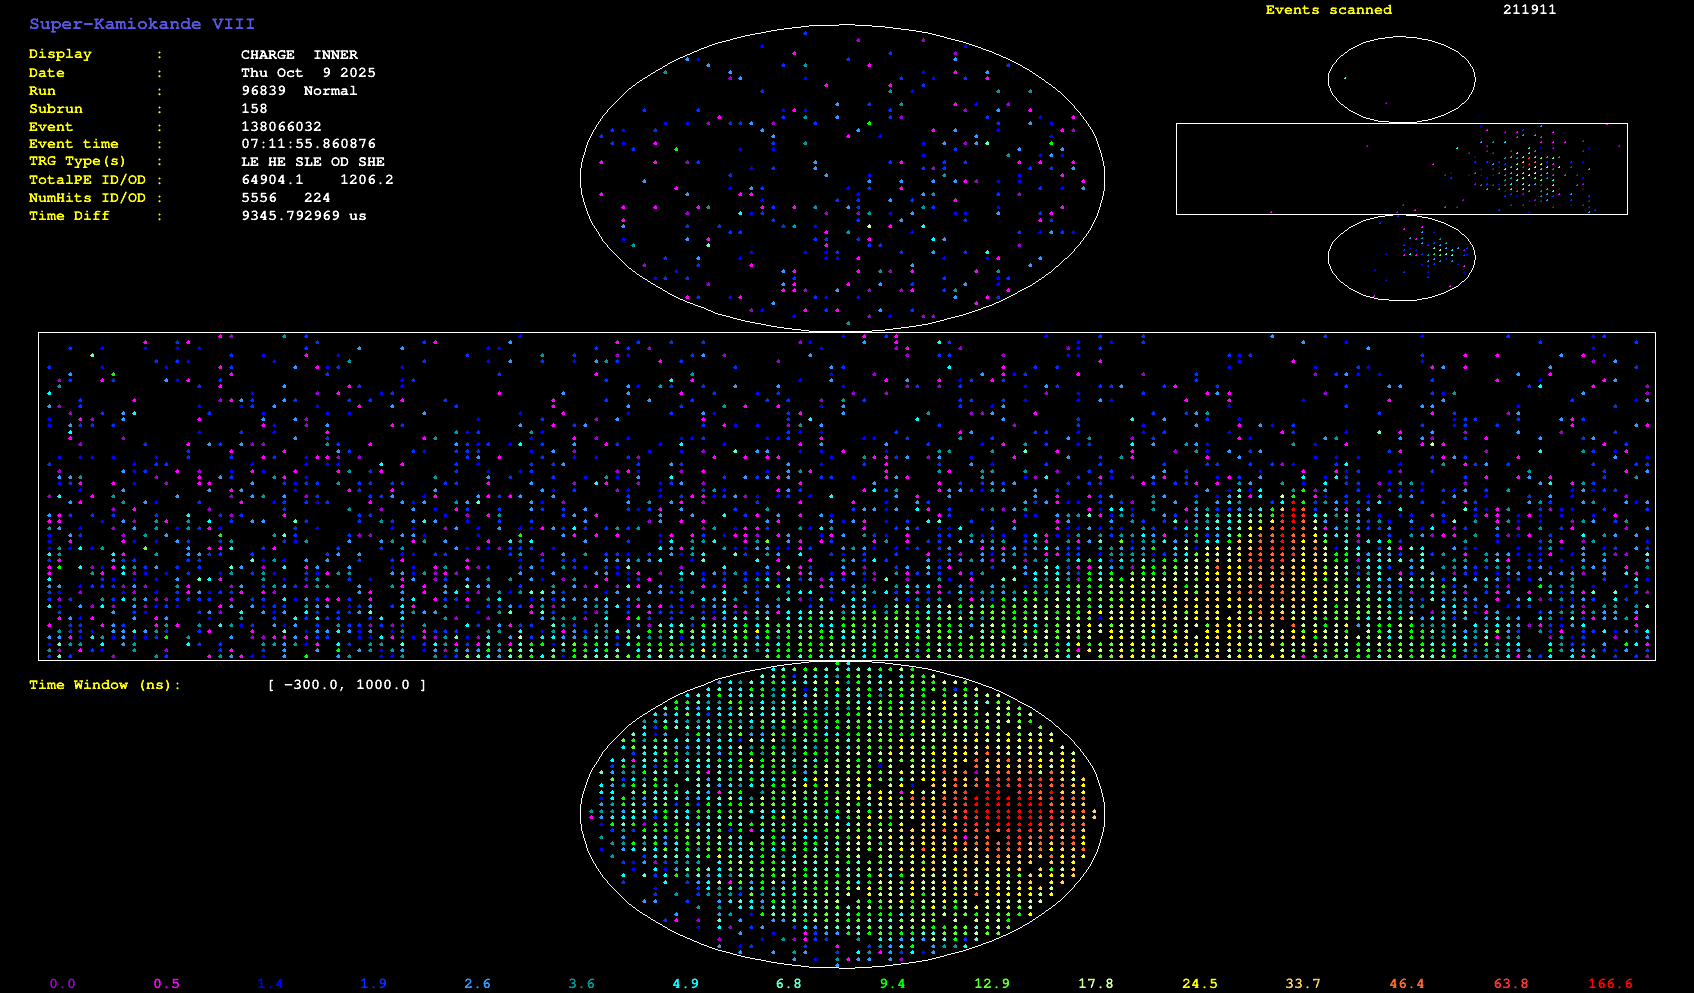 Super-Kamiokande VIII
Events scanned 211911
Display : CHARGE INNER
Date : Thu Oct 9 2025
Run : 96839 Normal
Subrun : 158
Event : 138066032
Event time : 07:11:55.860876
TRG Type(s) : LE HE SLE OD SHE
TotalPE ID/OD : 64904.1 1206.2
NumHits ID/OD : 5556 224
Time Diff : 9345.792969 us
Time Window (ns): [ -300.0, 1000.0 ]
0.0 0.5 1.4 1.9 2.6 3.6 4.9 6.8 9.4 12.9 17.8 24.5 33.7 46.4 63.8 166.6